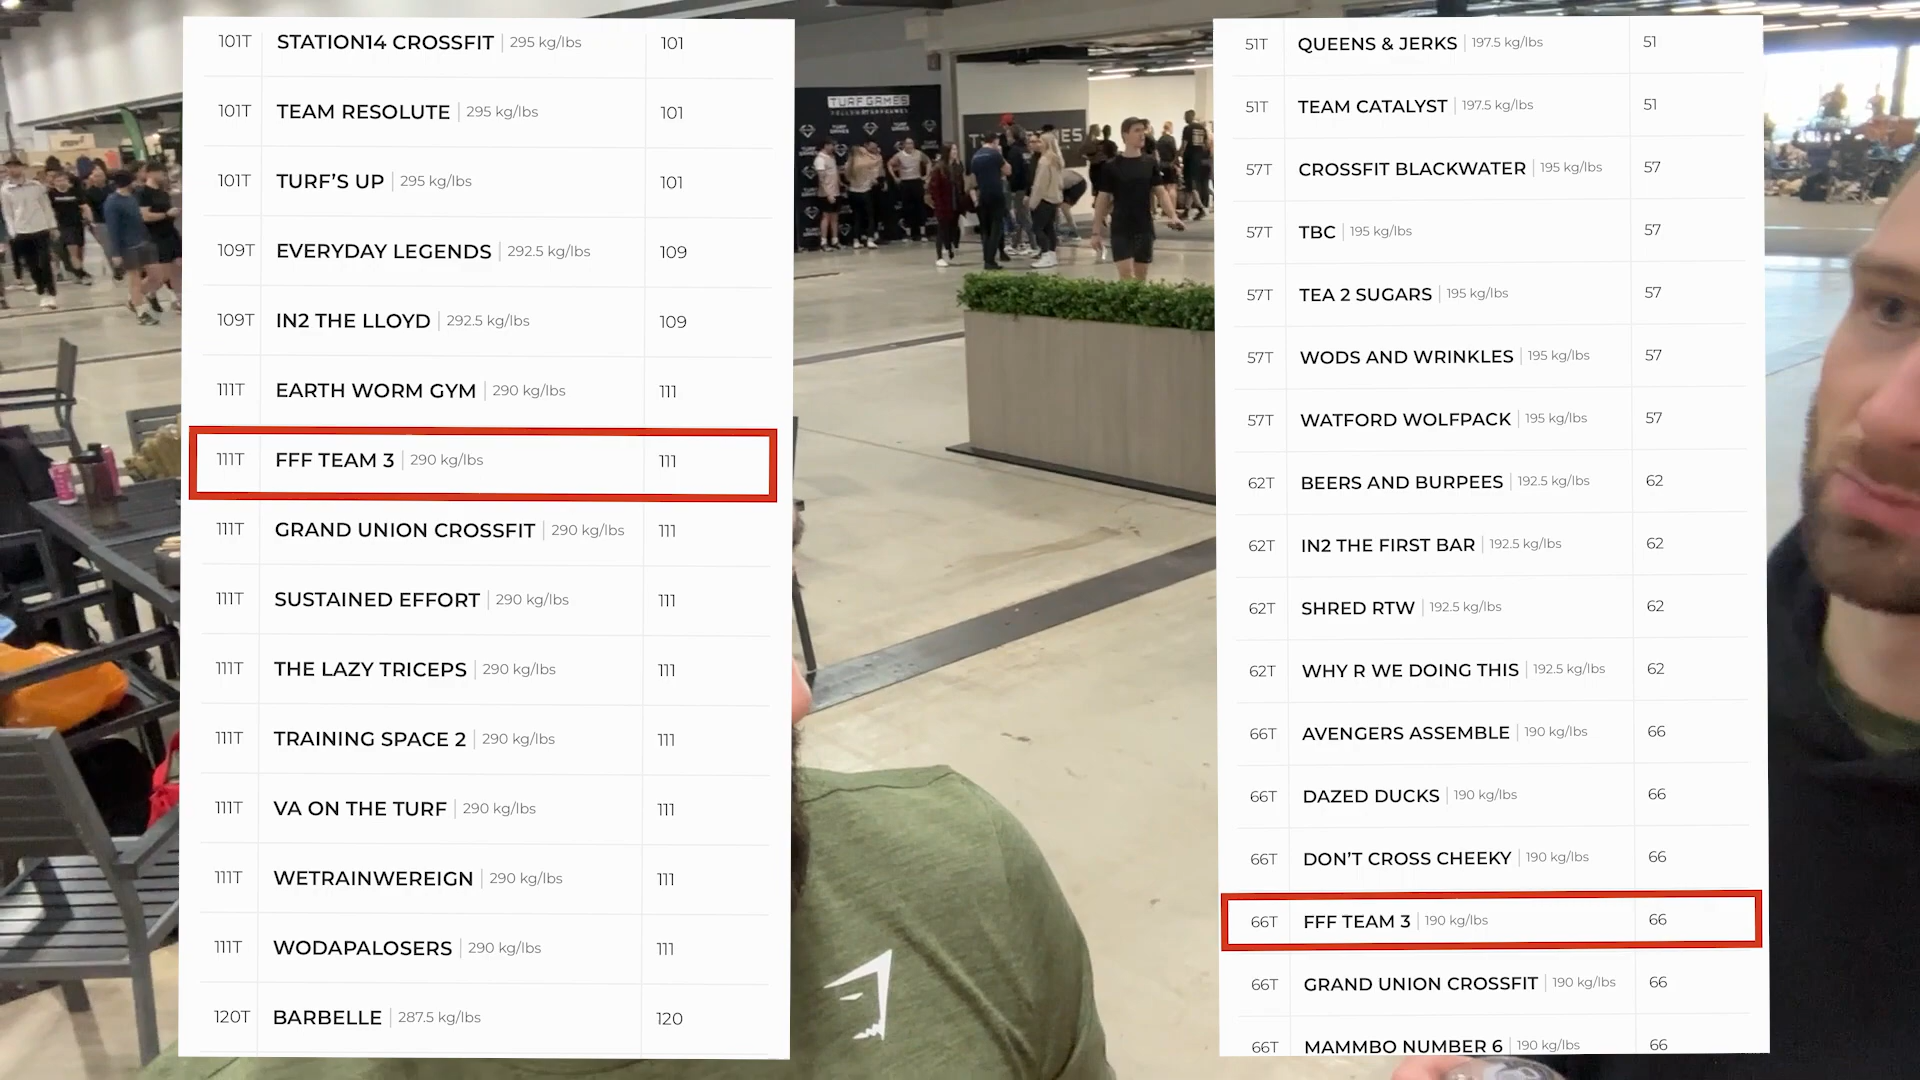 101T STATION14 CROSSFIT 295 kg/lbs 101
101T TEAM RESOLUTE 295 kg/lbs 101
101T TURF'S UP 295 kg/lbs 101
109T EVERYDAY LEGENDS 292.5 kg/lbs 109
109T IN2 THE LLOYD 292.5 kg/lbs 109
111T EARTH WORM GYM 290 kg/lbs 111
111T FFF TEAM 3 290 kg/lbs 111
111T GRAND UNION CROSSFIT 290 kg/lbs 111
111T SUSTAINED EFFORT 290 kg/lbs 111
111T THE LAZY TRICEPS 290 kg/lbs 111
111T TRAINING SPACE 2 290 kg/lbs 111
111T VA ON THE TURF 290 kg/lbs 111
111T WETRAINWEREIGN 290 kg/lbs 111
111T WODAPALOSERS 290 kg/lbs 111
120T BARBELLE 287.5 kg/lbs 120
TURF GAMES
51T QUEENS & JERKS 197.5 kg/lbs 51
51T TEAM CATALYST 197.5 kg/lbs 51
57T CROSSFIT BLACKWATER 195 kg/lbs 57
57T TBC 195 kg/lbs 57
57T TEA 2 SUGARS 195 kg/lbs 57
57T WODS AND WRINKLES 195 kg/lbs 57
57T WATFORD WOLFPACK 195 kg/lbs 57
62T BEERS AND BURPEES 192.5 kg/lbs 62
62T IN2 THE FIRST BAR 192.5 kg/lbs 62
62T SHRED RTW 192.5 kg/lbs 62
62T WHY R WE DOING THIS 192.5 kg/lbs 62
66T AVENGERS ASSEMBLE 190 kg/lbs 66
66T DAZED DUCKS 190 kg/lbs 66
66T DON'T CROSS CHEEKY 190 kg/lbs 66
66T FFF TEAM 3 190 kg/lbs 66
66T GRAND UNION CROSSFIT 190 kg/lbs 66
66T MAMMBO NUMBER 6 190 kg/lbs 66